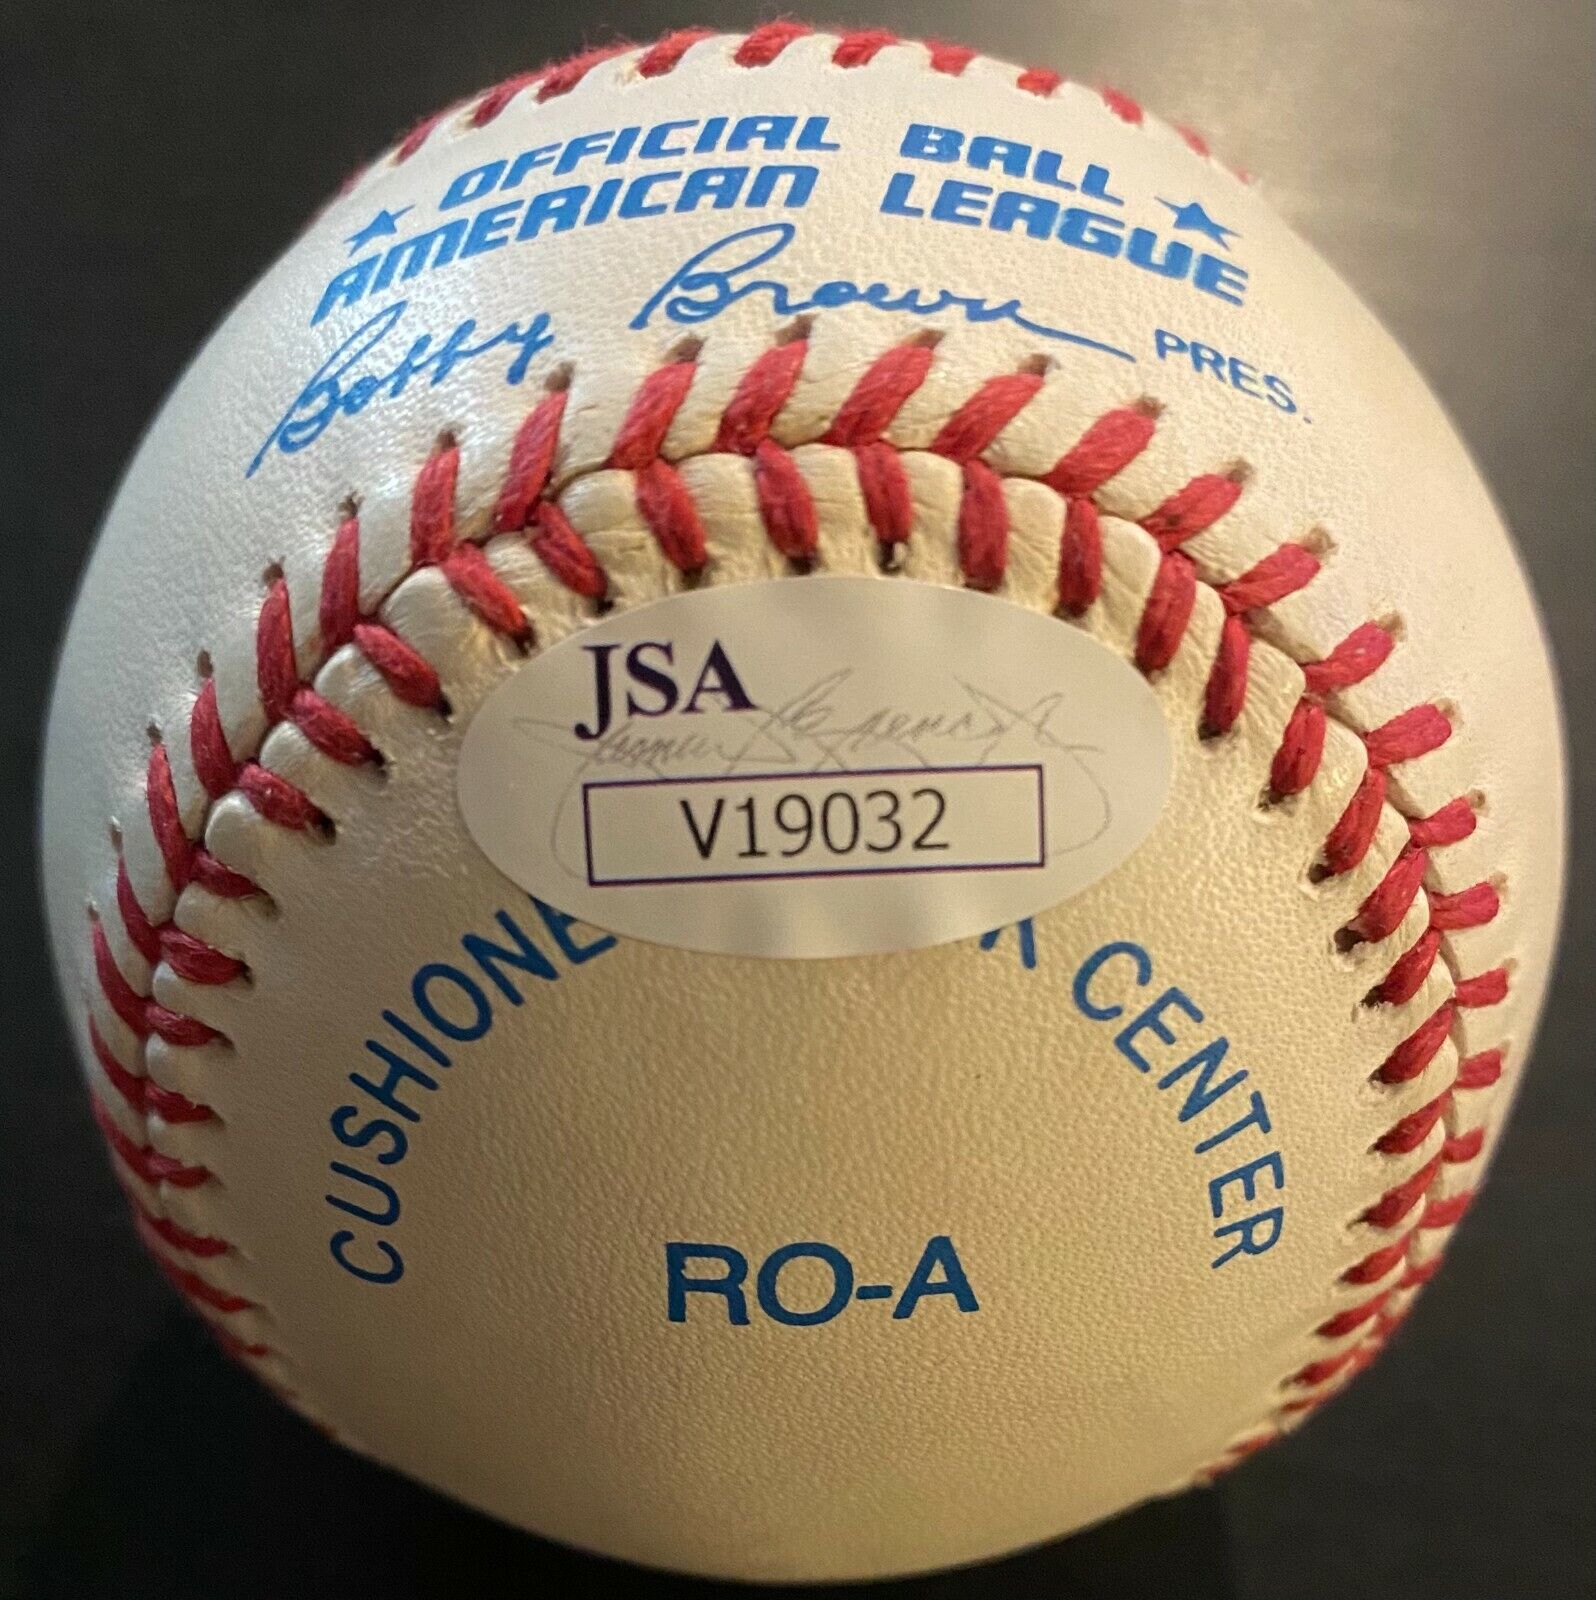 OFFICIAL BALL
AMERICAN LEAGUE
Bobby Brown PRES.
JSA
V19032
CUSHIONE CENTER
RO-A